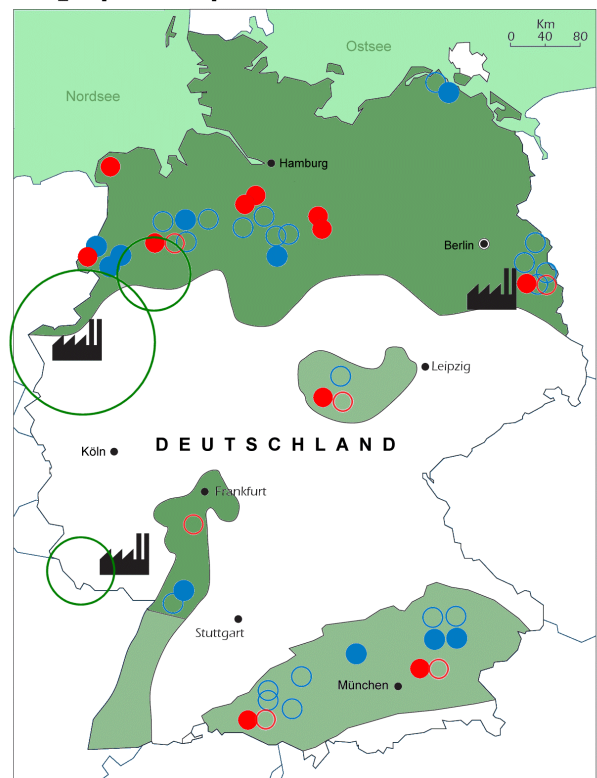 Km
0 40 80
Ostsee
Nordsee
Hamburg
Berlin
Leipzig
DEUTSCHLAND
Köln
Frankfurt
Stuttgart
München